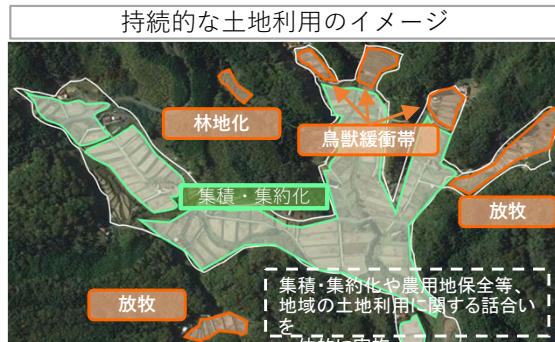 持続的な土地利用のイメージ
林地化
鳥獣緩衝帯
集積・集約化
放牧
放牧
集積・集約化や農用地保全等、
地域の土地利用に関する話合い
を